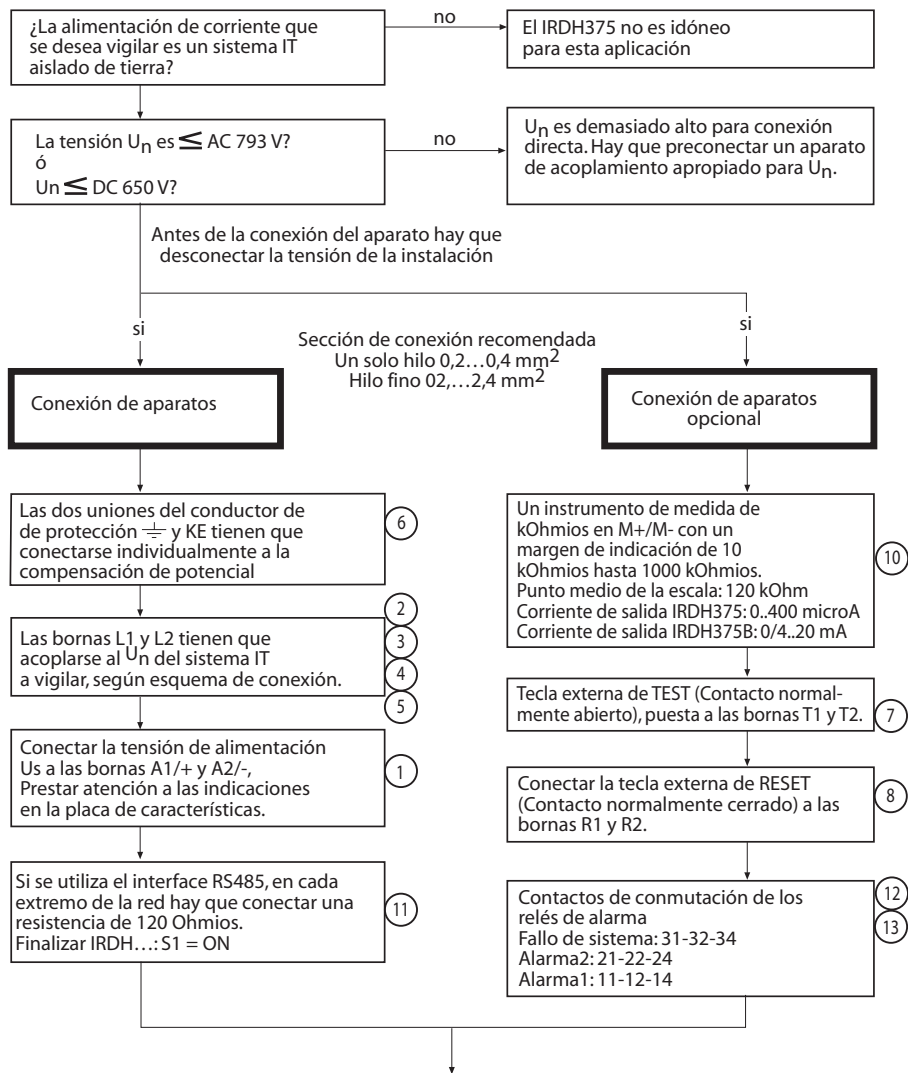 ¿La alimentación de corriente que
se desea vigilar es un sistema IT
aislado de tierra?
no
El IRDH375 no es idóneo
para esta aplicación
La tensión Un es ≤ AC 793 V?
ó
Un ≤ DC 650 V?
no
Un es demasiado alto para conexión
directa. Hay que preconectar un aparato
de acoplamiento apropiado para Un.
Antes de la conexión del aparato hay que
desconectar la tensión de la instalación
si
si
Sección de conexión recomendada
Un solo hilo 0,2…0,4 mm2
Hilo fino 02,…2,4 mm2
Conexión de aparatos
Conexión de aparatos
opcional
Las dos uniones del conductor de
de protección ⏚ y KE tienen que
conectarse individualmente a la
compensación de potencial
6
Las bornas L1 y L2 tienen que
acoplarse al Un del sistema IT
a vigilar, según esquema de conexión.
2
3
4
5
Conectar la tensión de alimentación
Us a las bornas A1/+ y A2/-,
Prestar atención a las indicaciones
en la placa de características.
1
Si se utiliza el interface RS485, en cada
extremo de la red hay que conectar una
resistencia de 120 Ohmios.
Finalizar IRDH…: S1 = ON
11
Un instrumento de medida de
kOhmios en M+/M- con un
margen de indicación de 10
kOhmios hasta 1000 kOhmios.
Punto medio de la escala: 120 kOhm
Corriente de salida IRDH375: 0..400 microA
Corriente de salida IRDH375B: 0/4..20 mA
10
Tecla externa de TEST (Contacto normal-
mente abierto), puesta a las bornas T1 y T2.
7
Conectar la tecla externa de RESET
(Contacto normalmente cerrado) a las
bornas R1 y R2.
8
Contactos de conmutación de los
relés de alarma
Fallo de sistema: 31-32-34
Alarma2: 21-22-24
Alarma1: 11-12-14
12
13